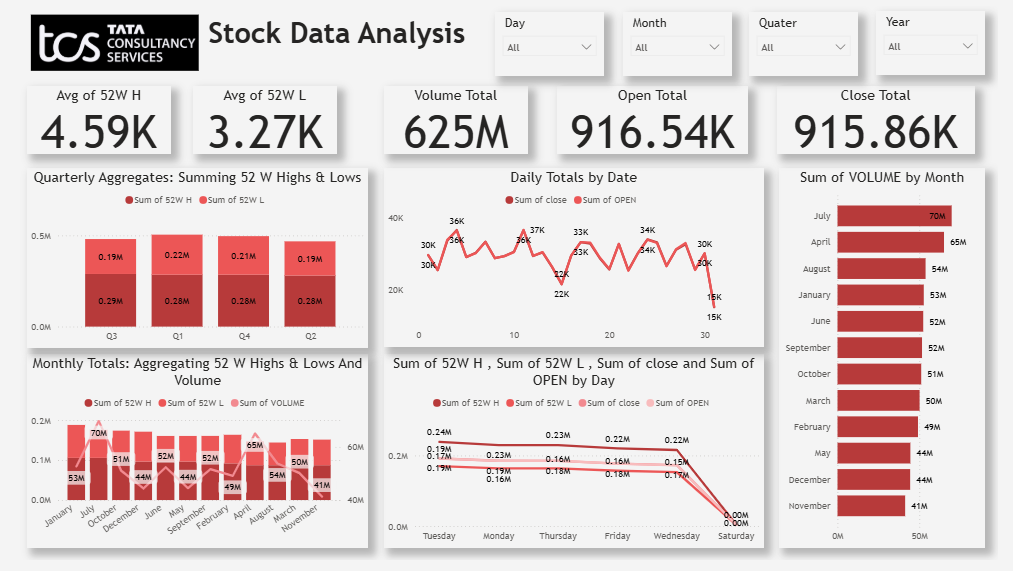 tcs TATA
CONSULTANCY
SERVICES
Stock Data Analysis
Day
All
Month
All
Quater
All
Year
All
Avg of 52W H
4.59K
Avg of 52W L
3.27K
Volume Total
625M
Open Total
916.54K
Close Total
915.86K
Quarterly Aggregates: Summing 52 W Highs & Lows
Sum of 52W H Sum of 52W L
0.5M
0.0M
0.19M 0.22M 0.21M 0.19M
0.29M 0.28M 0.28M 0.28M
Q3 Q1 Q4 Q2
Daily Totals by Date
Sum of close Sum of OPEN
40K
20K
30K
30K
36K
36K
36K
37K
22K
22K
33K
33K
34K
34K
30K
30K
15K
15K
0 10 20 30
Sum of VOLUME by Month
July 70M
April 65M
August 54M
January 53M
June 52M
September 52M
October 51M
March 50M
February 49M
May 44M
December 44M
November 41M
0M 50M
Monthly Totals: Aggregating 52 W Highs & Lows And
Volume
Sum of 52W H Sum of 52W L Sum of VOLUME
0.2M
0.1M
0.0M
60M
40M
53M 70M 51M 44M 52M 44M 52M 49M 65M 54M 50M 41M
January July October December June May September February April August March November
Sum of 52W H , Sum of 52W L , Sum of close and Sum of
OPEN by Day
Sum of 52W H Sum of 52W L Sum of close Sum of OPEN
0.2M
0.0M
0.24M 0.23M 0.23M 0.22M 0.22M
0.19M
0.17M
0.19M
0.19M
0.16M
0.16M
0.18M
0.16M
0.18M
0.15M
0.17M
0.00M
0.00M
Tuesday Monday Thursday Friday Wednesday Saturday